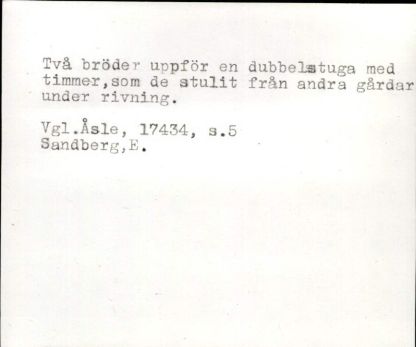 Två bröder uppför en dubbelstuga med
timmer,som de stulit från andra gårdar
under rivning.
Vgl.Åsle, 17434, s.5
Sandberg,E.